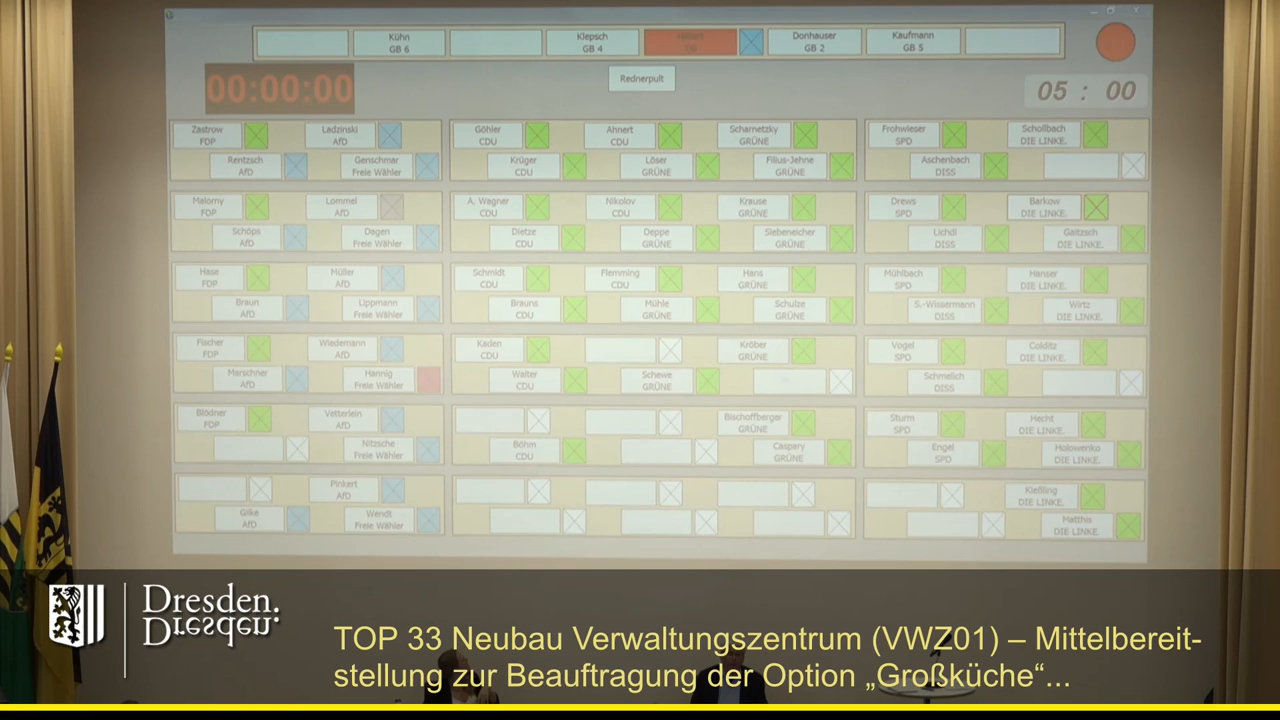 Kühn
GB 6
Klepsch
GB 4
Donhauser
GB 2
Kaufmann
GB 5
00:00:00
Rednerpult
05 : 00
Zastrow
FDP
Ladzinski
AfD
Göhler
CDU
Ahnert
CDU
Scharnetzky
GRÜNE
Frohwieser
SPD
Schollbach
DIE LINKE.
Rentzsch
AfD
Genschmar
Freie Wähler
Krüger
CDU
Löser
GRÜNE
Filius-Jehne
GRÜNE
Aschenbach
DISS
Malorny
FDP
Lommel
AfD
A. Wagner
CDU
Nikolov
CDU
Krause
GRÜNE
Drews
SPD
Barkow
DIE LINKE.
Schöps
AfD
Dagen
Freie Wähler
Dietze
CDU
Deppe
GRÜNE
Siebeneicher
GRÜNE
Lichdi
DISS
Gaitzsch
DIE LINKE.
Hase
FDP
Müller
AfD
Schmidt
CDU
Flemming
CDU
Hans
GRÜNE
Mühlbach
SPD
Hanser
DIE LINKE.
Braun
AfD
Lippmann
Freie Wähler
Brauns
CDU
Mühle
GRÜNE
Schulze
GRÜNE
S.-Wissermann
DISS
Wirtz
DIE LINKE.
Fischer
FDP
Wiedemann
AfD
Kaden
CDU
Kröber
GRÜNE
Vogel
SPD
Colditz
DIE LINKE.
Marschner
AfD
Hannig
Freie Wähler
Walter
CDU
Schewe
GRÜNE
Schmelich
DISS
Blödner
FDP
Vetterlein
AfD
Bischoffberger
GRÜNE
Sturm
SPD
Hecht
DIE LINKE.
Nitzsche
Freie Wähler
Böhm
CDU
Caspary
GRÜNE
Engel
SPD
Holowenko
DIE LINKE.
Pinkert
AfD
Kießling
DIE LINKE.
Gilke
AfD
Wendt
Freie Wähler
Matthis
DIE LINKE.
Dresden.
Dresden.
TOP 33 Neubau Verwaltungszentrum (VWZ01) – Mittelbereit-
stellung zur Beauftragung der Option „Großküche“...